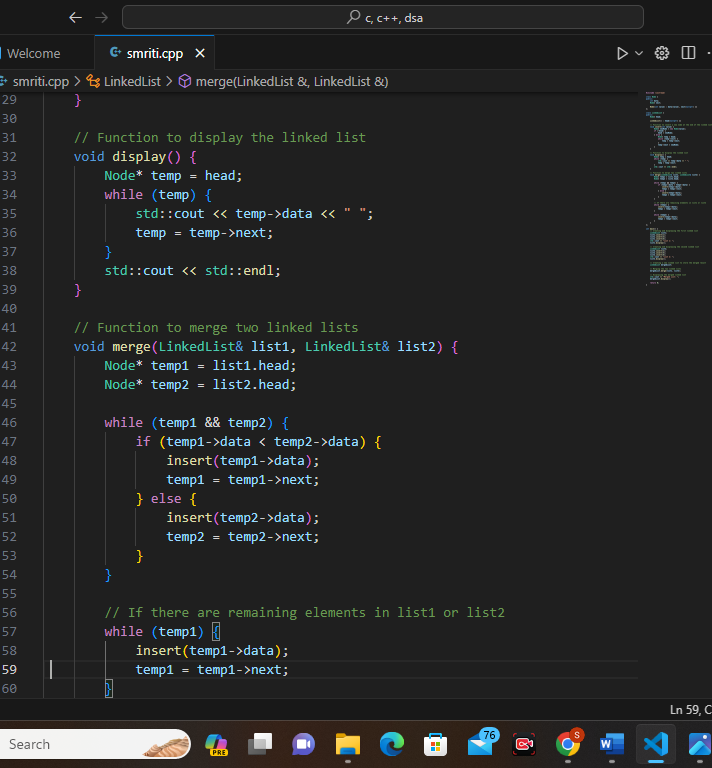 c, c++, dsa
Welcome
smriti.cpp
smriti.cpp > LinkedList > merge(LinkedList &, LinkedList &)
29 }
30
31 // Function to display the linked list
32 void display() {
33 Node* temp = head;
34 while (temp) {
35 std::cout << temp->data << " ";
36 temp = temp->next;
37 }
38 std::cout << std::endl;
39 }
40
41 // Function to merge two linked lists
42 void merge(LinkedList& list1, LinkedList& list2) {
43 Node* temp1 = list1.head;
44 Node* temp2 = list2.head;
45
46 while (temp1 && temp2) {
47 if (temp1->data < temp2->data) {
48 insert(temp1->data);
49 temp1 = temp1->next;
50 } else {
51 insert(temp2->data);
52 temp2 = temp2->next;
53 }
54 }
55
56 // If there are remaining elements in list1 or list2
57 while (temp1) {
58 insert(temp1->data);
59 temp1 = temp1->next;
60 }
Ln 59, C
Search
PRE
76
S
W